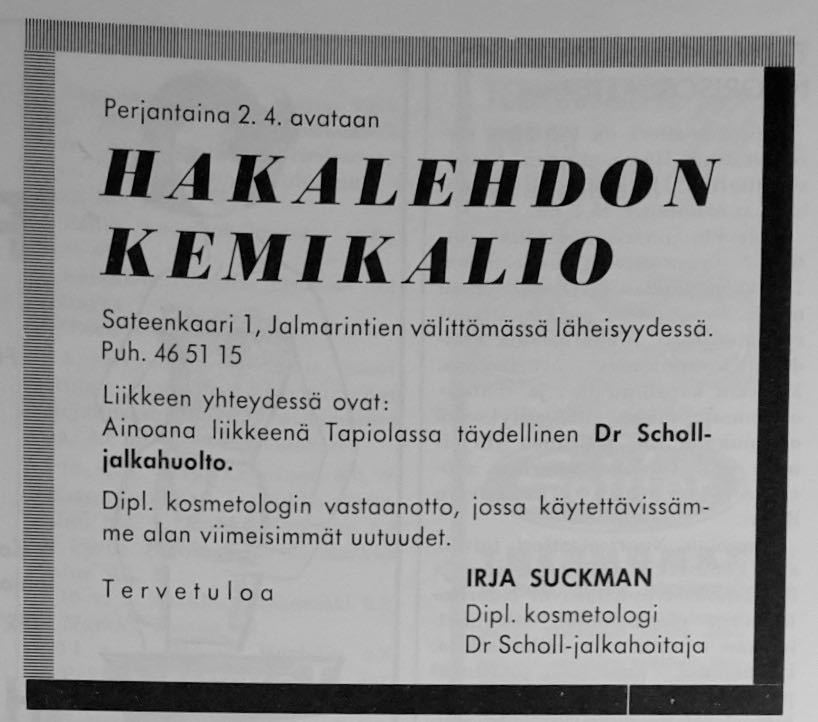 Perjantaina 2. 4. avataan
HAKALEHDON
KEMIKALIO
Sateenkaari 1, Jalmarintien välittömässä läheisyydessä.
Puh. 46 51 15
Liikkeen yhteydessä ovat:
Ainoana liikkeenä Tapiolassa täydellinen Dr Scholl-
jalkahuolto.
Dipl. kosmetologin vastaanotto, jossa käytettävissäm-
me alan viimeisimmät uutuudet.
Tervetuloa
IRJA SUCKMAN
Dipl. kosmetologi
Dr Scholl-jalkahoitaja